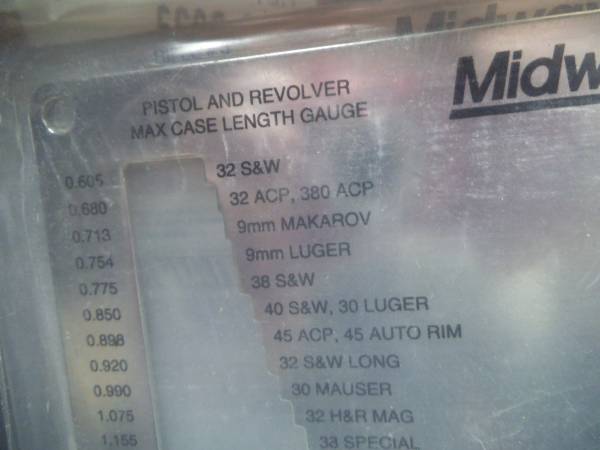 Midway
PISTOL AND REVOLVER
MAX CASE LENGTH GAUGE
Midw
0.605 32 S&W
0.680 32 ACP, 380 ACP
0.713 9mm MAKAROV
0.754 9mm LUGER
0.775 38 S&W
0.850 40 S&W, 30 LUGER
0.898 45 ACP, 45 AUTO RIM
0.920 32 S&W LONG
0.990 30 MAUSER
1.075 32 H&R MAG
1.155 38 SPECIAL